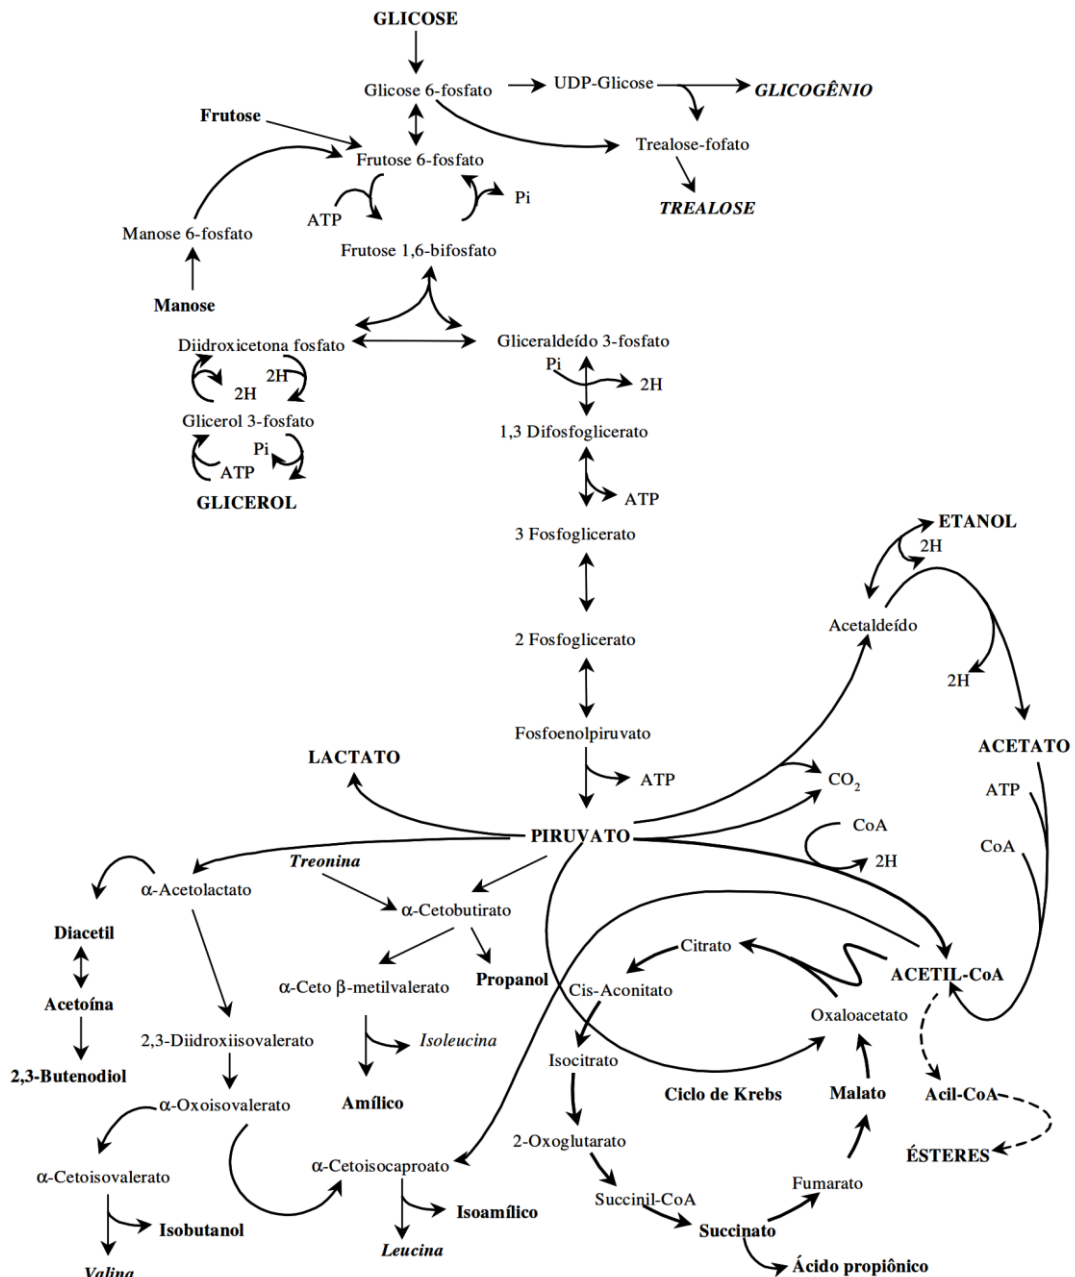 GLICOSE
Glicose 6-fosfato
UDP-Glicose
GLICOGÊNIO
Frutose
Trealose-fofato
Frutose 6-fosfato
ATP
Pi
TREALOSE
Manose 6-fosfato
Frutose 1,6-bifosfato
Manose
Diidroxicetona fosfato
Gliceraldeído 3-fosfato
2H
2H
Pi
2H
Glicerol 3-fosfato
1,3 Difosfoglicerato
Pi
ATP
GLICEROL
ATP
3 Fosfoglicerato
ETANOL
2H
2 Fosfoglicerato
Acetaldeído
2H
Fosfoenolpiruvato
LACTATO
ATP
CO2
ACETATO
ATP
PIRUVATO
CoA
2H
CoA
Treonina
α-Acetolactato
α-Cetobutirato
Diacetil
Citrato
Propanol
ACETIL-CoA
α-Ceto β-metilvalerato
Cis-Aconitato
Acetoína
Oxaloacetato
2,3-Diidroxiisovalerato
Isoleucina
Isocitrato
2,3-Butenodiol
Ciclo de Krebs
Malato
Acil-CoA
α-Oxoisovalerato
Amílico
2-Oxoglutarato
ÉSTERES
α-Cetoisovalerato
α-Cetoisocaproato
Succinil-CoA
Fumarato
Isobutanol
Isoamílico
Succinato
Leucina
Valina
Ácido propiônico